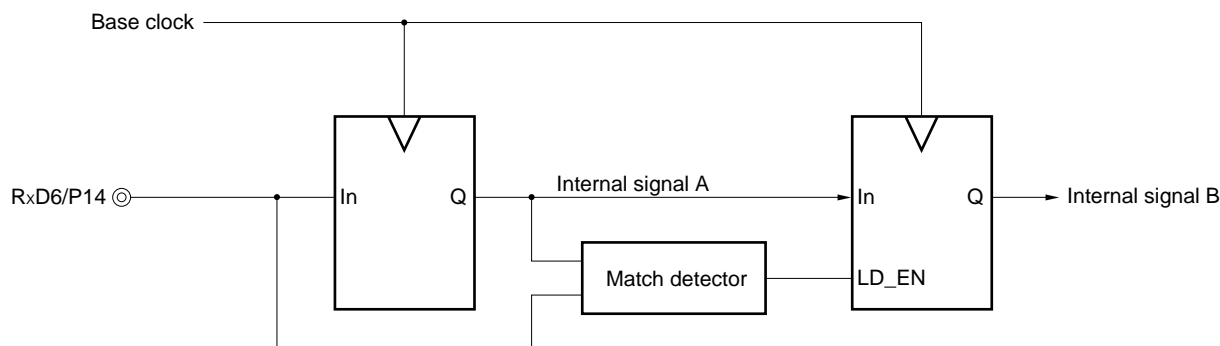 Base clock
RxD6/P14
In
Q
Internal signal A
In
Q
Internal signal B
Match detector
LD_EN